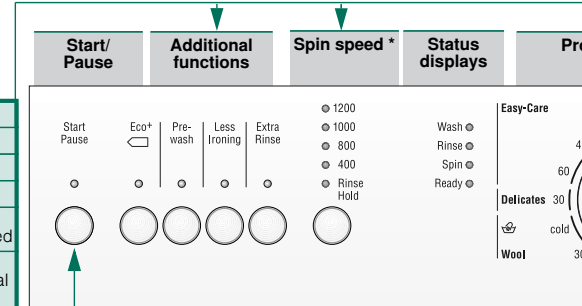 Start/
Pause
Additional
functions
Spin speed *
Status
displays
Start
Pause
Eco+
Pre-
wash
Less
Ironing
Extra
Rinse
1200
1000
800
400
Rinse
Hold
Wash
Rinse
Spin
Ready
Easy-Care
60
Delicates 30
cold
Wool